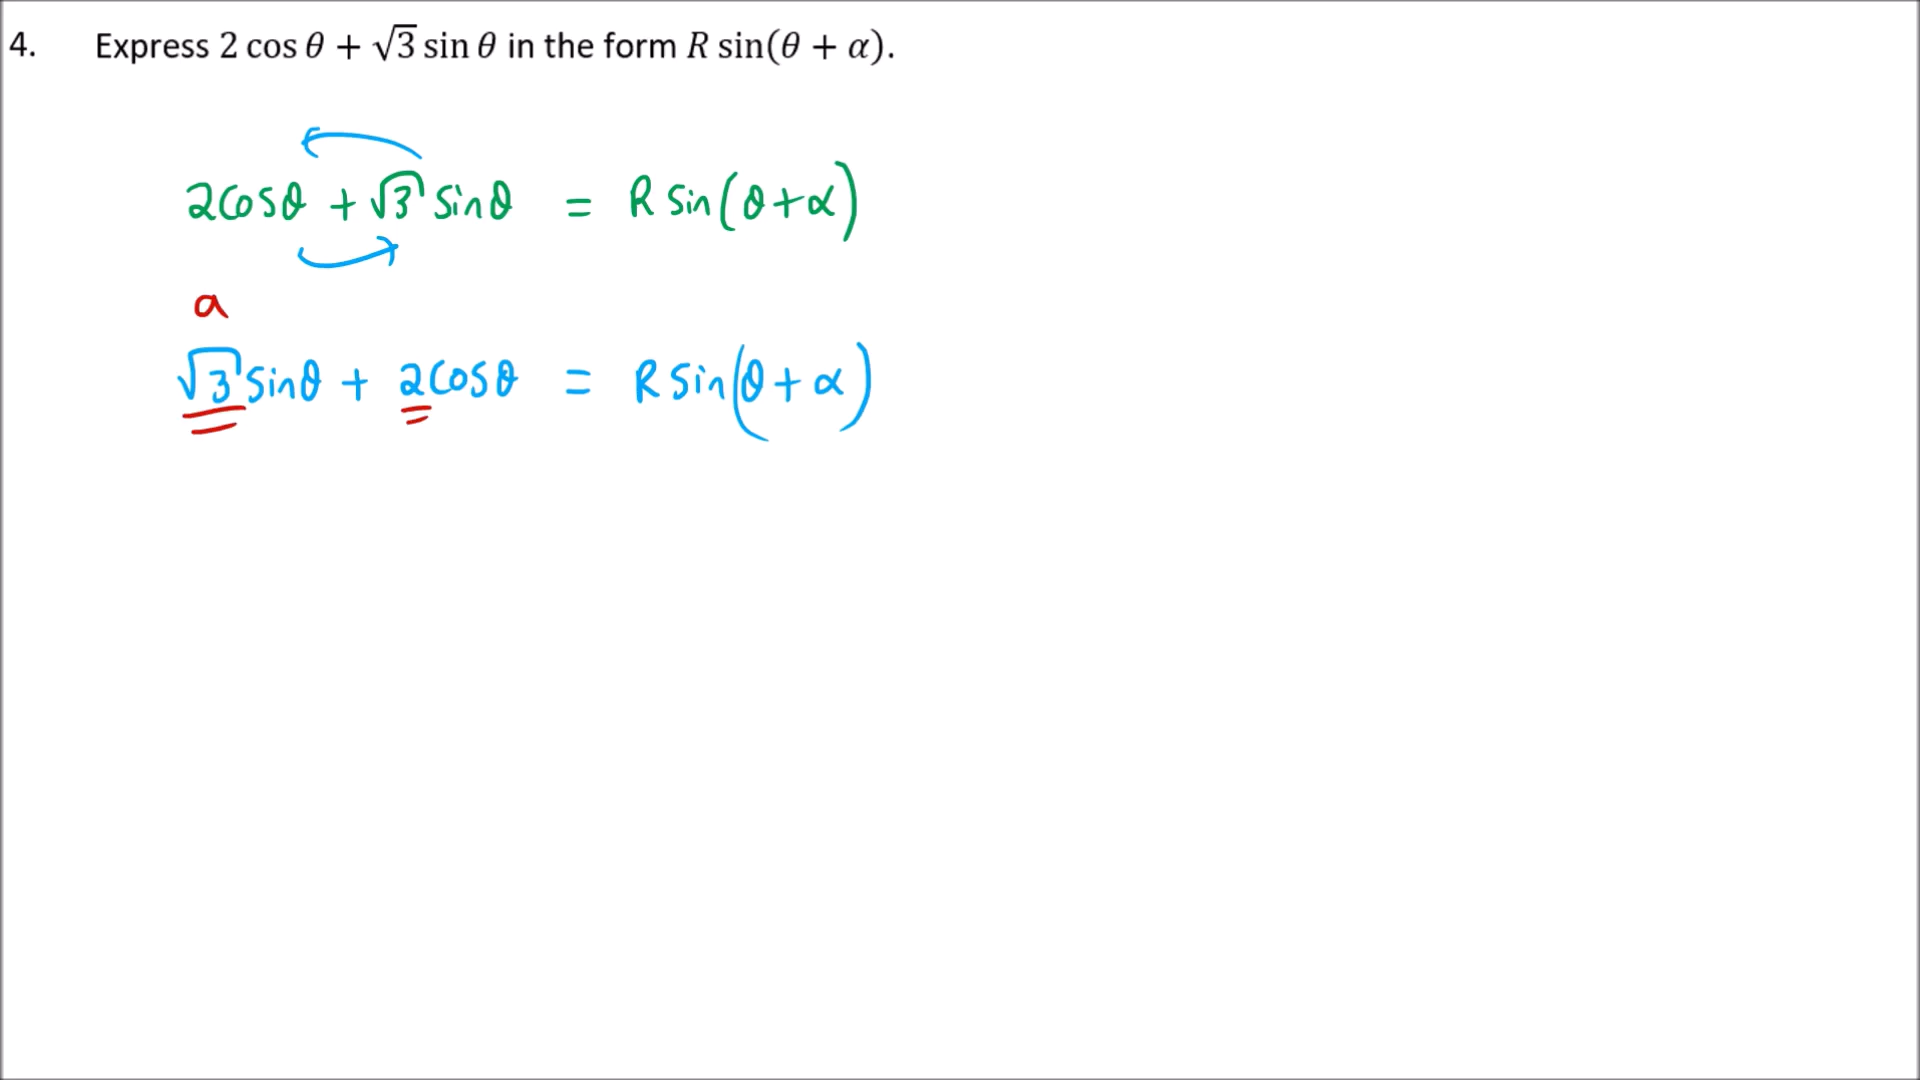 4. Express 2 cos θ + √3 sin θ in the form R sin(θ + α).
2cosθ + √3 sinθ = R sin(θ+α)
a
√3 sinθ + 2cosθ = R sin(θ + α)